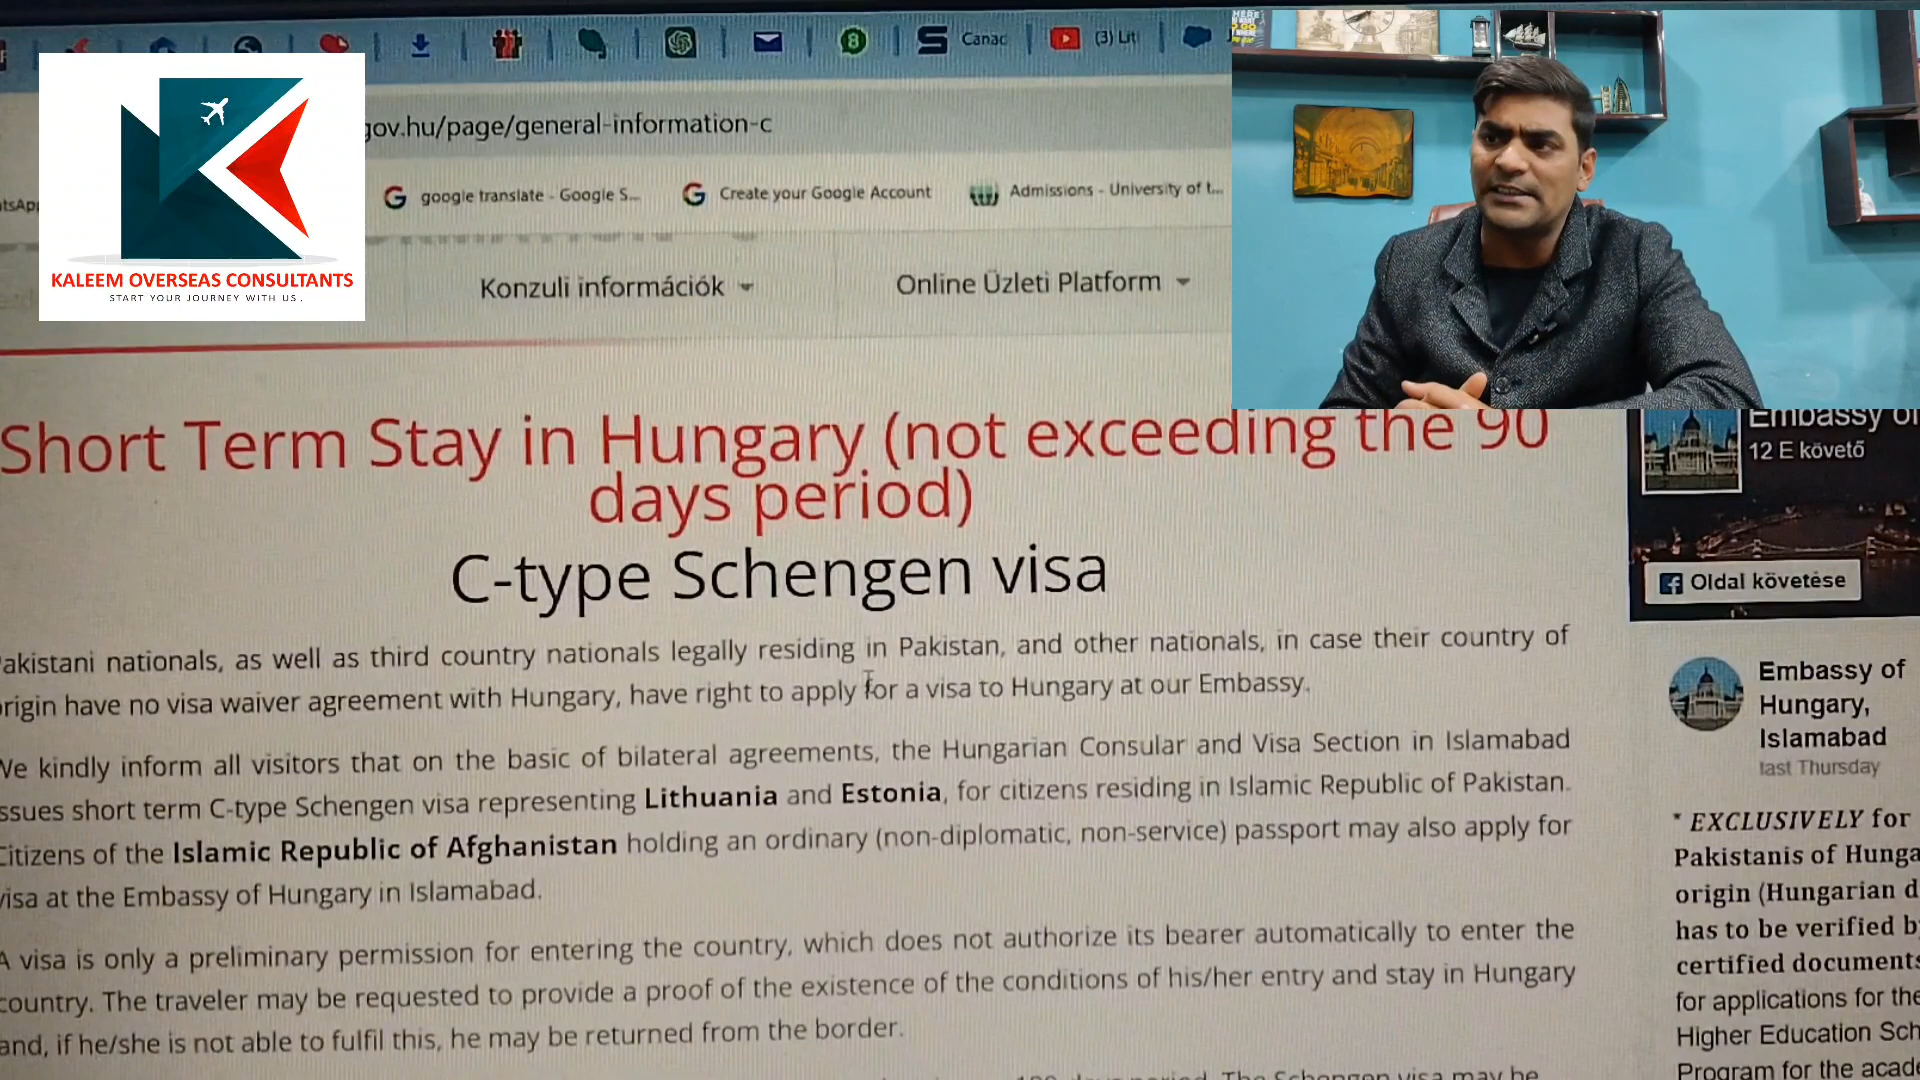 Canac
(3) Lit
gov.hu/page/general-information-c
google translate - Google S...
Create your Google Account
Admissions - University of t...
KALEEM OVERSEAS CONSULTANTS
START YOUR JOURNEY WITH US.
Konzuli információk
Online Üzleti Platform
Short Term Stay in Hungary (not exceeding the 90
days period)
C-type Schengen visa
akistani nationals, as well as third country nationals legally residing in Pakistan, and other nationals, in case their country of
origin have no visa waiver agreement with Hungary, have right to apply for a visa to Hungary at our Embassy.
We kindly inform all visitors that on the basic of bilateral agreements, the Hungarian Consular and Visa Section in Islamabad
ssues short term C-type Schengen visa representing Lithuania and Estonia, for citizens residing in Islamic Republic of Pakistan.
Citizens of the Islamic Republic of Afghanistan holding an ordinary (non-diplomatic, non-service) passport may also apply for
visa at the Embassy of Hungary in Islamabad.
A visa is only a preliminary permission for entering the country, which does not authorize its bearer automatically to enter the
country. The traveler may be requested to provide a proof of the existence of the conditions of his/her entry and stay in Hungary
and, if he/she is not able to fulfil this, he may be returned from the border.
Embassy of
12 E követő
Oldal követése
Embassy of
Hungary,
Islamabad
last Thursday
* EXCLUSIVELY for
Pakistanis of Hunga
origin (Hungarian d
has to be verified b
certified documents
for applications for the
Higher Education Sch
Program for the acad